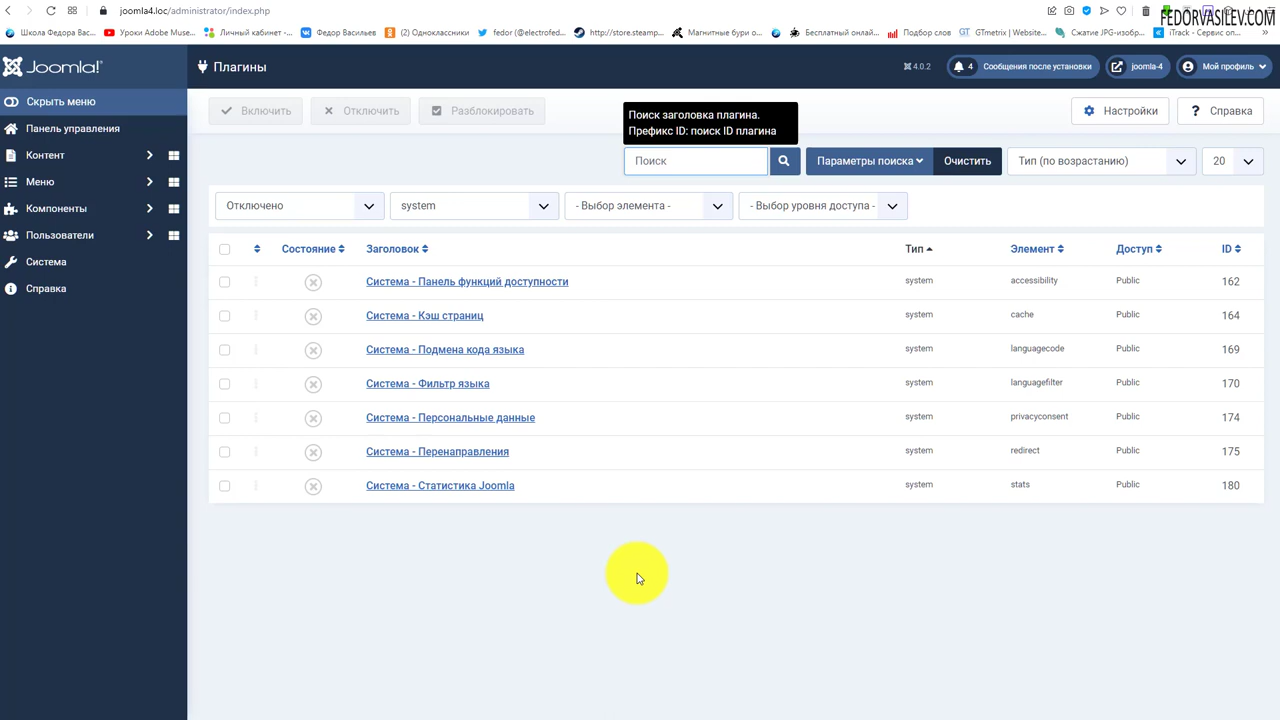 joomla4.loc/administrator/index.php
FEDORVASILEV.COM
Школа Федора Вас...
Уроки Adobe Muse...
Личный кабинет -...
Федор Васильев
(2) Одноклассники
fedor (@electrofed...
http://store.steamp...
Магнитные бури о...
Бесплатный онлай...
Подбор слов
GTmetrix | Website...
Сжатие JPG-изобр...
iTrack - Сервис оп...
Joomla!
Плагины
4.0.2
4 Сообщения после установки
joomla-4
Мой профиль
Скрыть меню
Панель управления
Контент
Меню
Компоненты
Пользователи
Система
Справка
Включить
Отключить
Разблокировать
Настройки
? Справка
Поиск заголовка плагина.
Префикс ID: поиск ID плагина
Поиск
Параметры поиска
Очистить
Тип (по возрастанию)
20
Отключено
system
- Выбор элемента -
- Выбор уровня доступа -
Состояние Заголовок Тип Элемент Доступ ID
Система - Панель функций доступности system accessibility Public 162
Система - Кэш страниц system cache Public 164
Система - Подмена кода языка system languagecode Public 169
Система - Фильтр языка system languagefilter Public 170
Система - Персональные данные system privacyconsent Public 174
Система - Перенаправления system redirect Public 175
Система - Статистика Joomla system stats Public 180